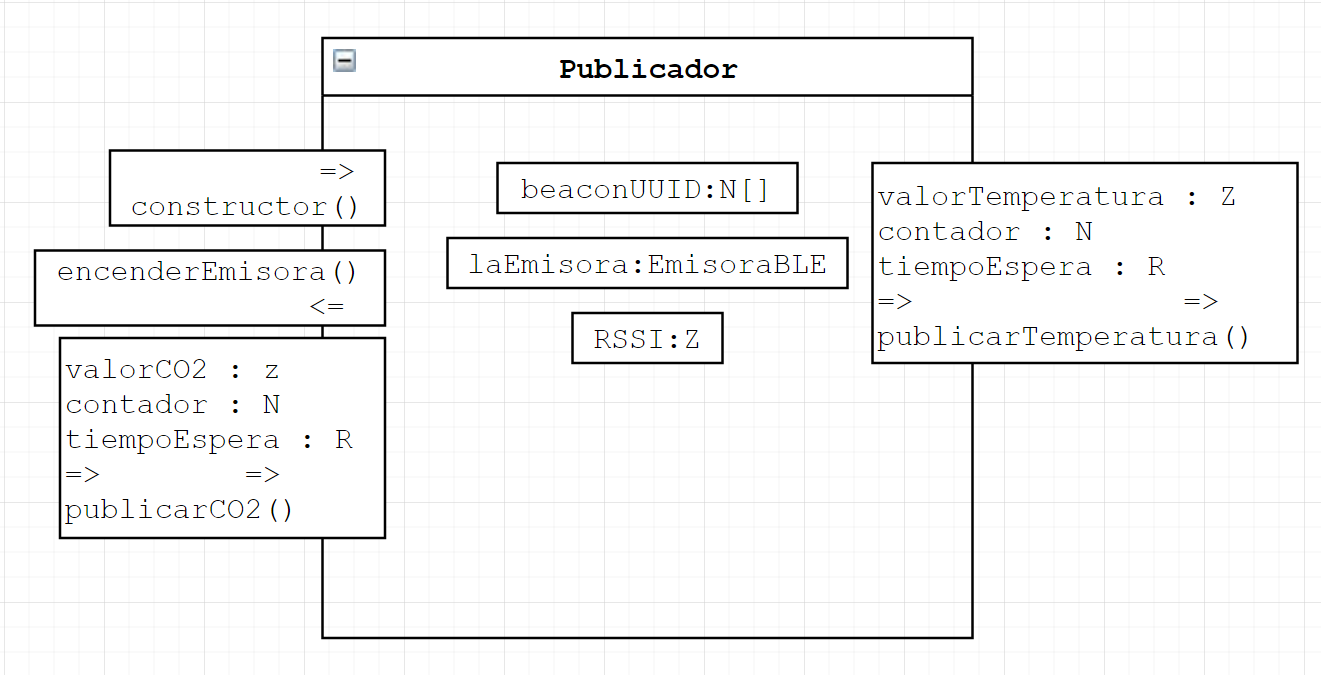 Publicador
=>
constructor()
encenderEmisora()
<=
valorCO2 : z
contador : N
tiempoEspera : R
=> =>
publicarCO2()
beaconUUID:N[]
laEmisora:EmisoraBLE
RSSI:Z
valorTemperatura : Z
contador : N
tiempoEspera : R
=> =>
publicarTemperatura()